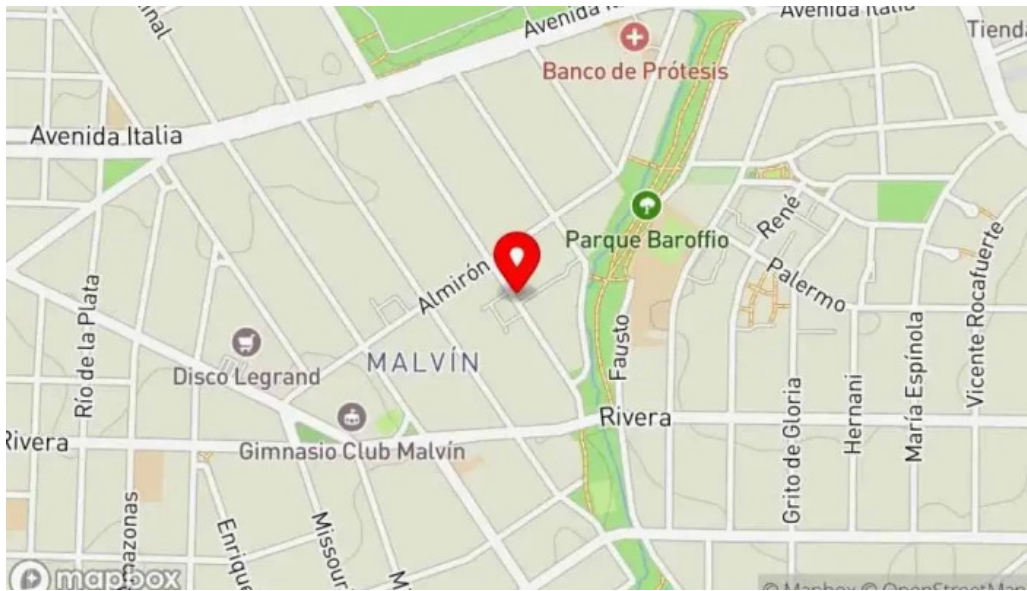 Avenida Italia
Avenida Italia
Tienda
Banco de Prótesis
Avenida Italia
Parque Baroffio
René
Almirón
Palermo
Río de la Plata
Vicente Rocafuerte
MALVÍN
Disco Legrand
Fausto
María Espínola
Hernani
Grito de Gloria
Rivera
Rivera
Gimnasio Club Malvín
Enrique
Missouri
mapbox
© Mapbox © OpenStreetMap